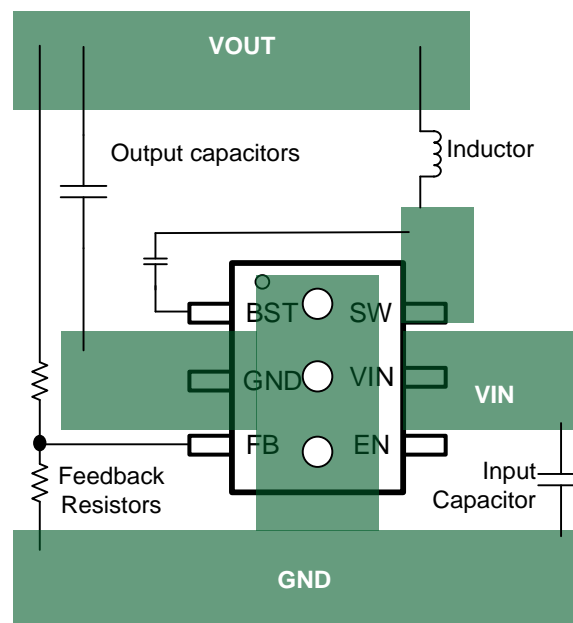 VOUT
Output capacitors
Inductor
BST
SW
GND
VIN
VIN
FB
EN
Feedback
Resistors
Input
Capacitor
GND